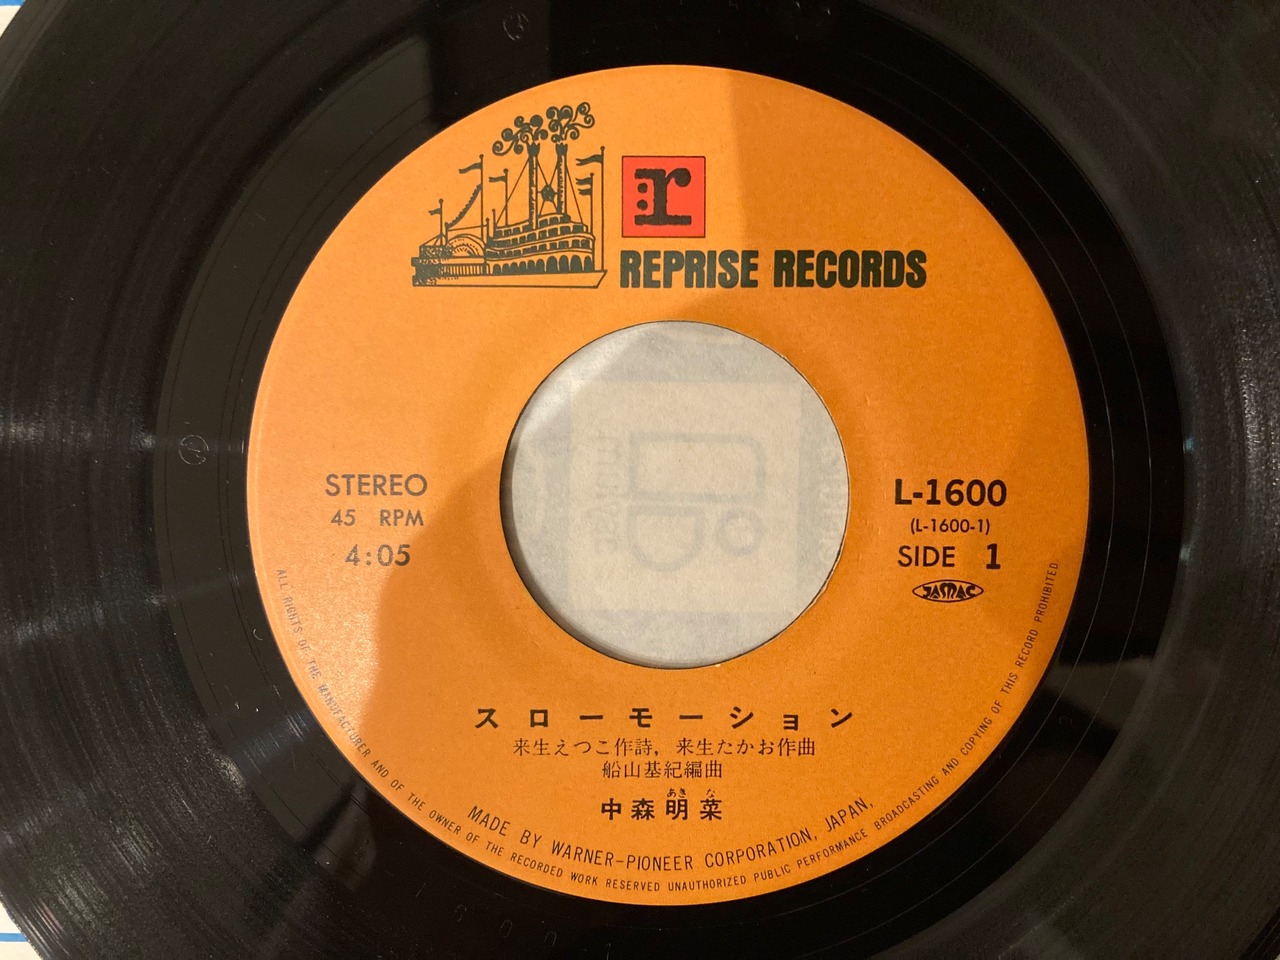 r
REPRISE RECORDS
STEREO
45 RPM
4:05
L-1600
(L-1600-1)
SIDE 1
JASRAC
スローモーション
来生えつこ作詩，来生たかお作曲
船山基紀編曲
あき な
中森明菜
MADE BY WARNER-PIONEER CORPORATION, JAPAN,
ALL RIGHTS OF THE MANUFACTURER AND OF THE OWNER OF THE RECORDED WORK RESERVED UNAUTHORIZED PUBLIC PERFORMANCE BROADCASTING AND COPYING OF THIS RECORD PROHIBITED